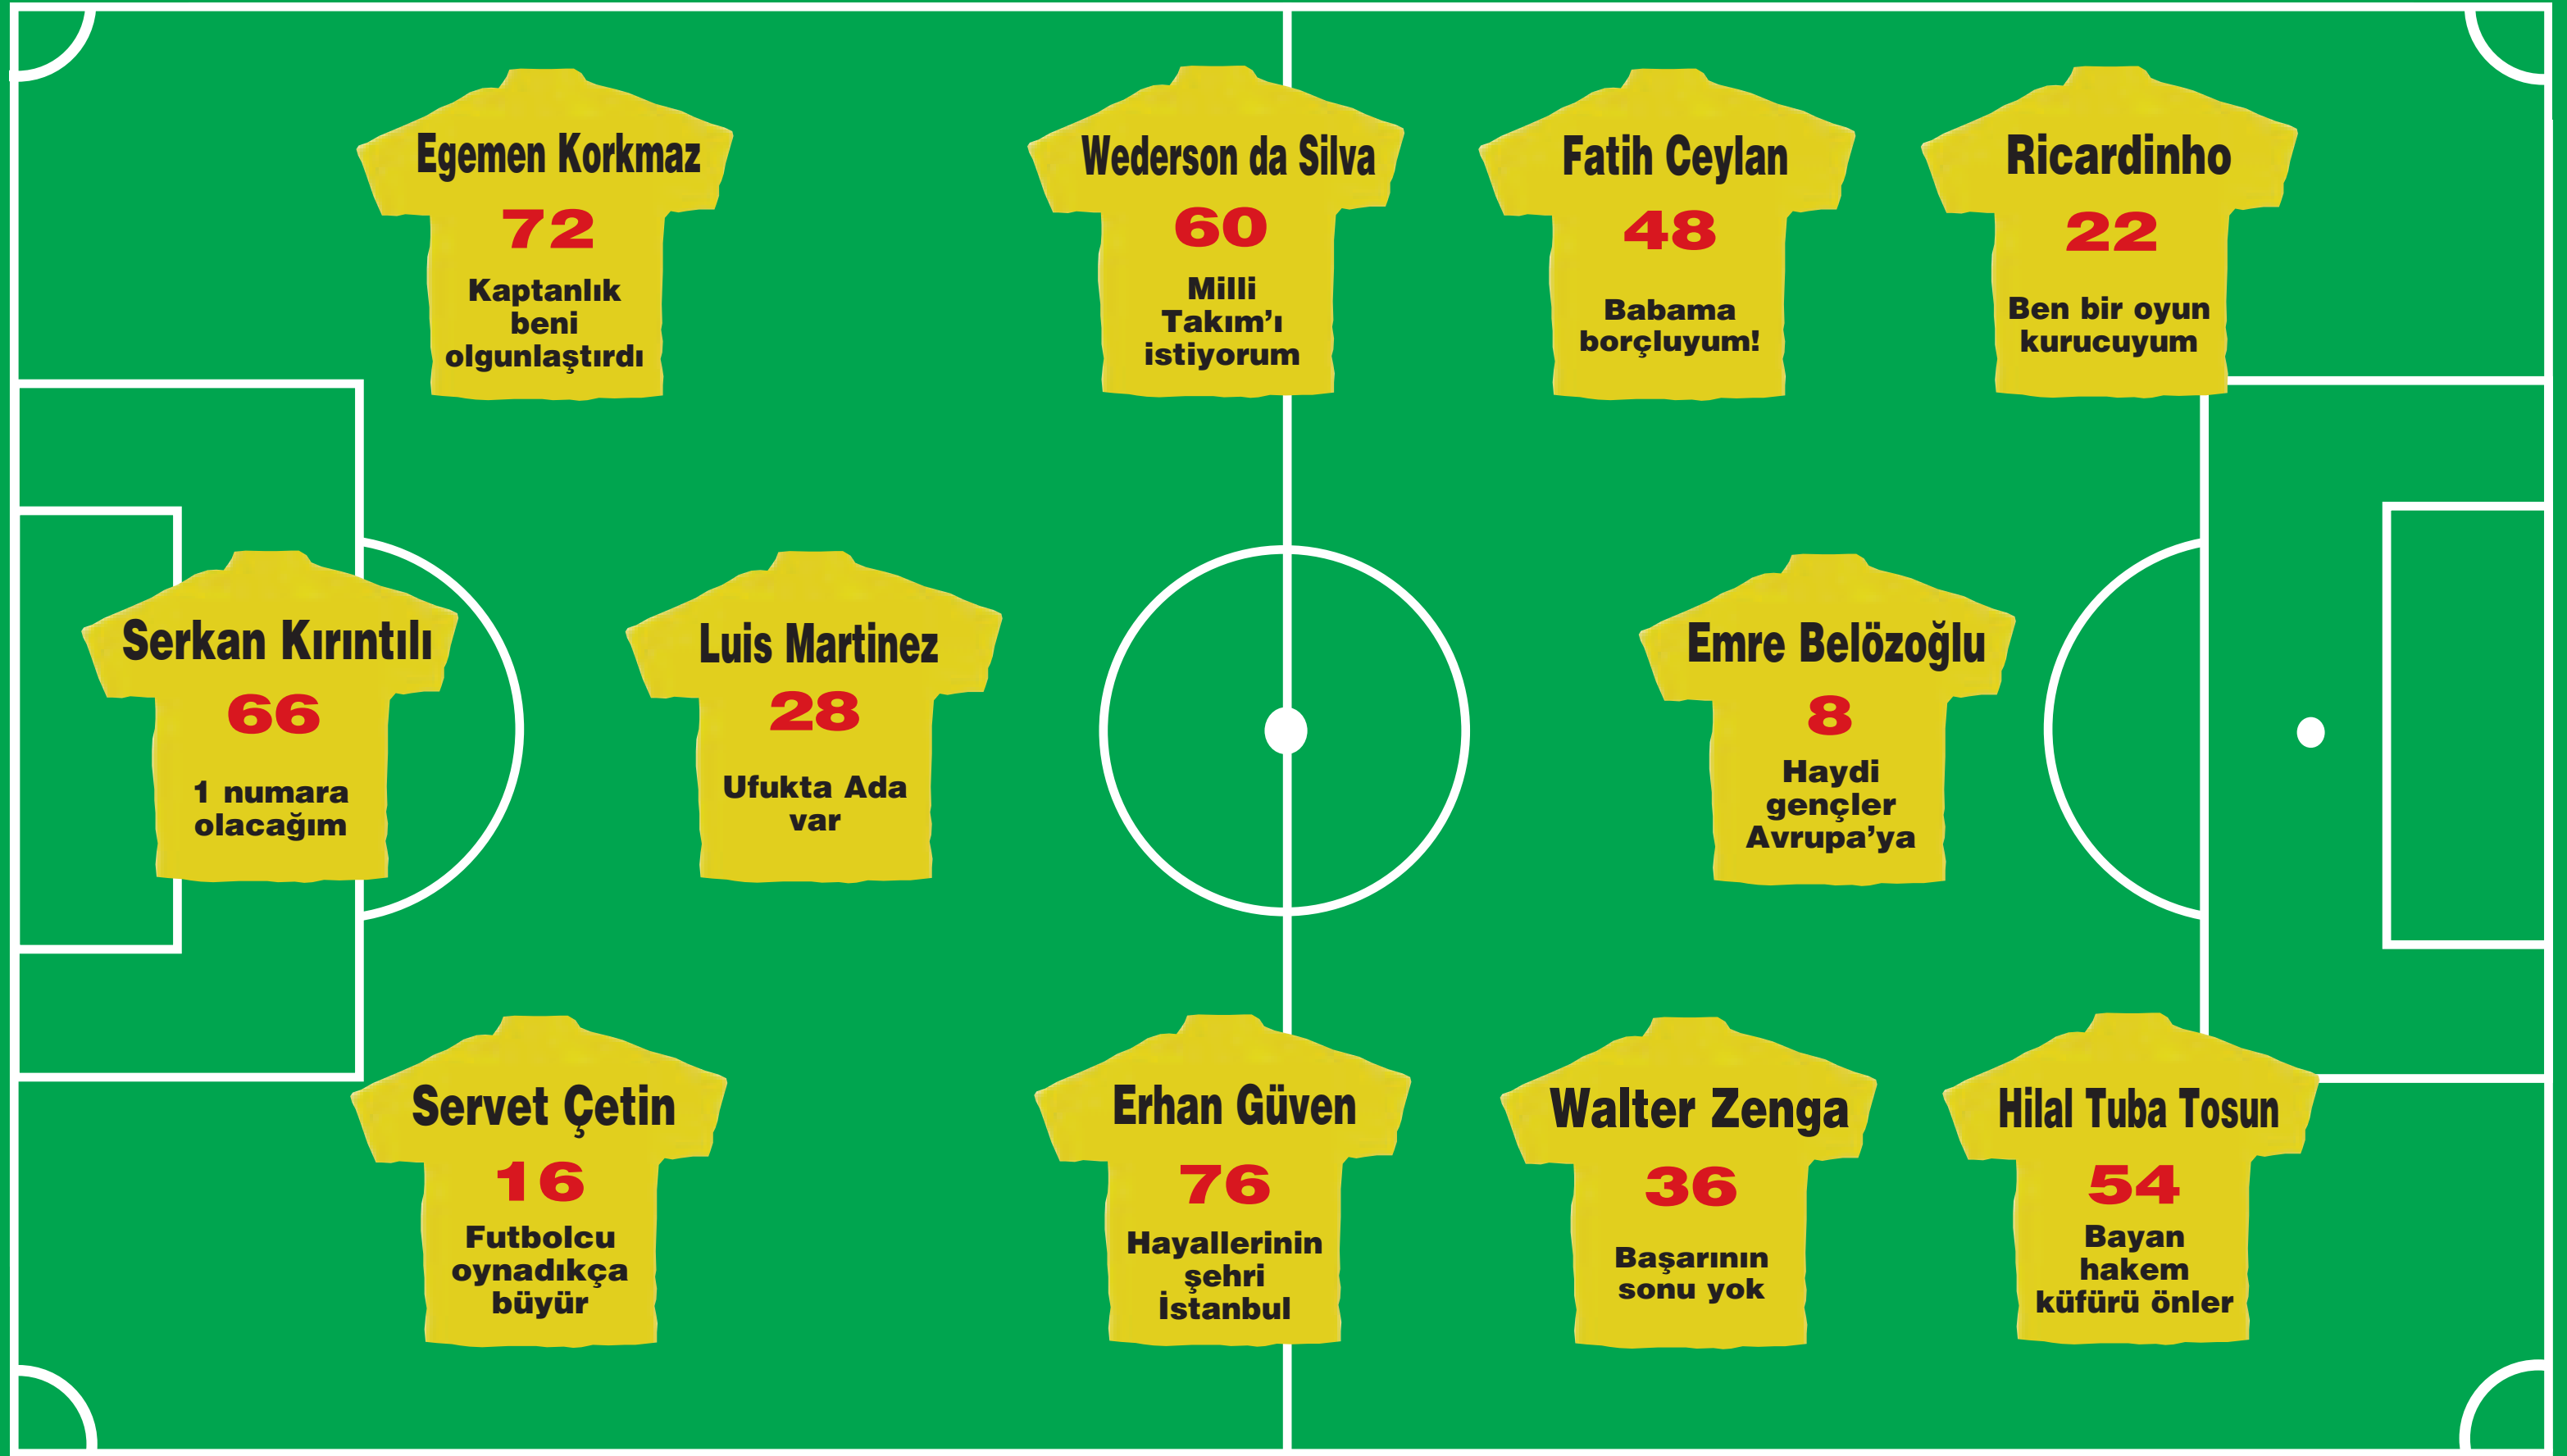 Egemen Korkmaz
72
Kaptanlık
beni
olgunlaştırdı
Wederson da Silva
60
Milli
Takım’ı
istiyorum
Fatih Ceylan
48
Babama
borçluyum!
Ricardinho
22
Ben bir oyun
kurucuyum
Serkan Kırıntılı
66
1 numara
olacağım
Luis Martinez
28
Ufukta Ada
var
Emre Belözoğlu
8
Haydi
gençler
Avrupa’ya
Servet Çetin
16
Futbolcu
oynadıkça
büyür
Erhan Güven
76
Hayallerinin
şehri
İstanbul
Walter Zenga
36
Başarının
sonu yok
Hilal Tuba Tosun
54
Bayan
hakem
küfürü önler